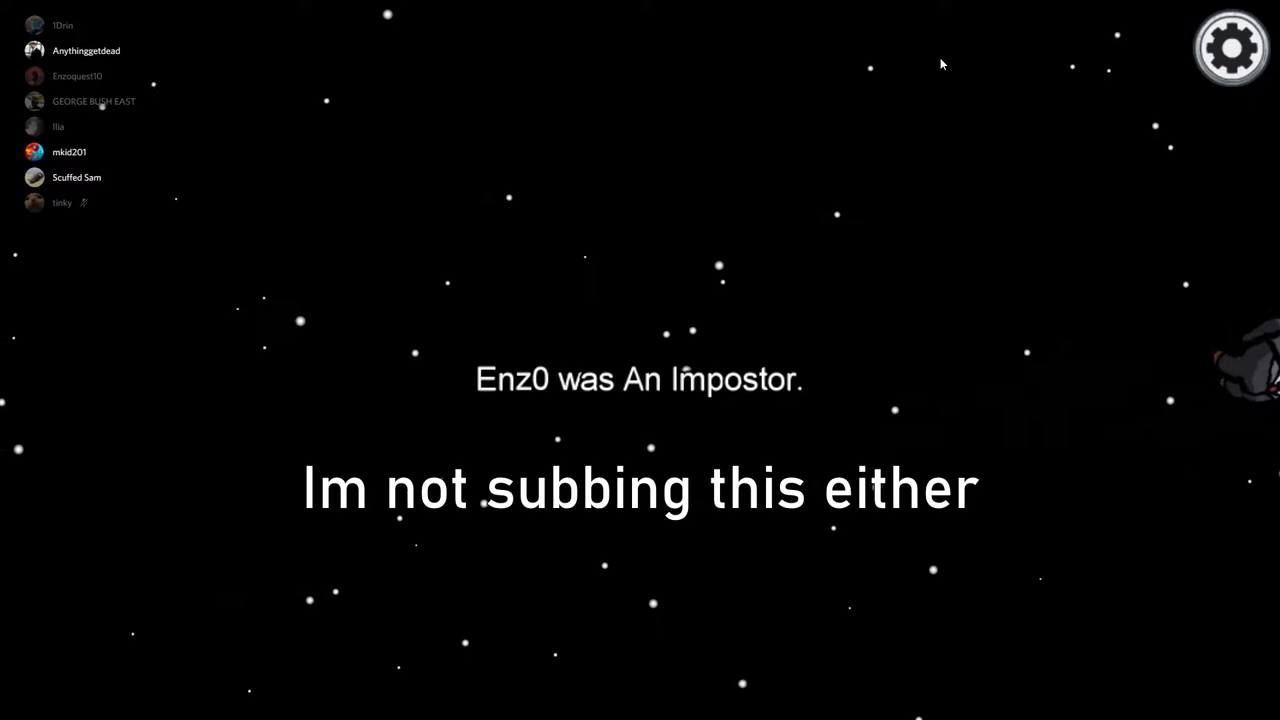 1Drin
Anythinggetdead
Enzoquest10
GEORGE BUSH EAST
Ilia
mkid201
Scuffed Sam
tinky
Enz0 was An Impostor.
Im not subbing this either